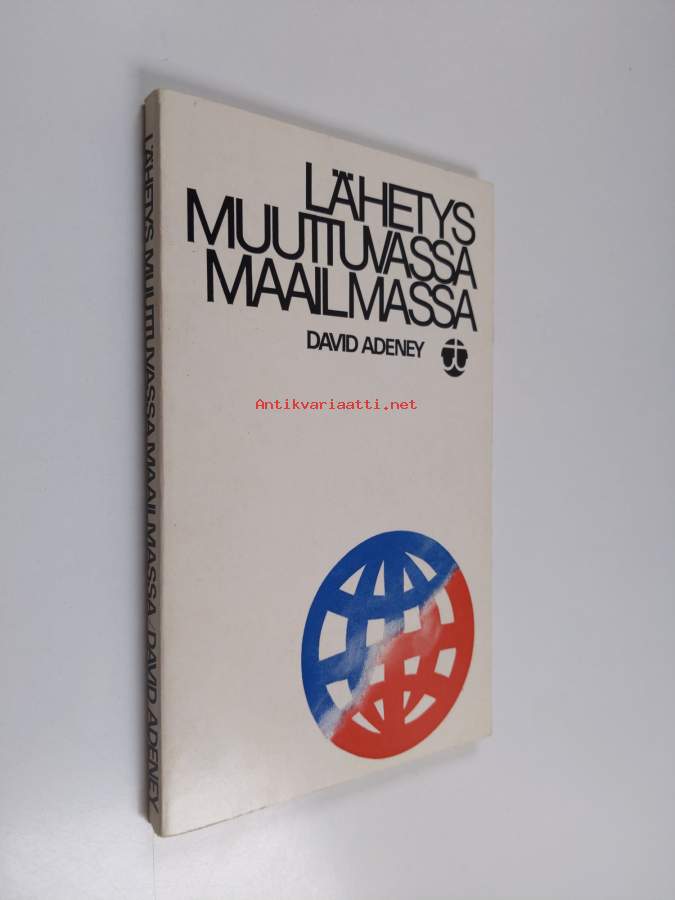 LÄHETYS
MUUTTUVASSA
MAAILMASSA
DAVID ADENEY
Antikvariaatti.net
LÄHETYS MUUTTUVASSA MAAILMASSA/DAVID ADENEY